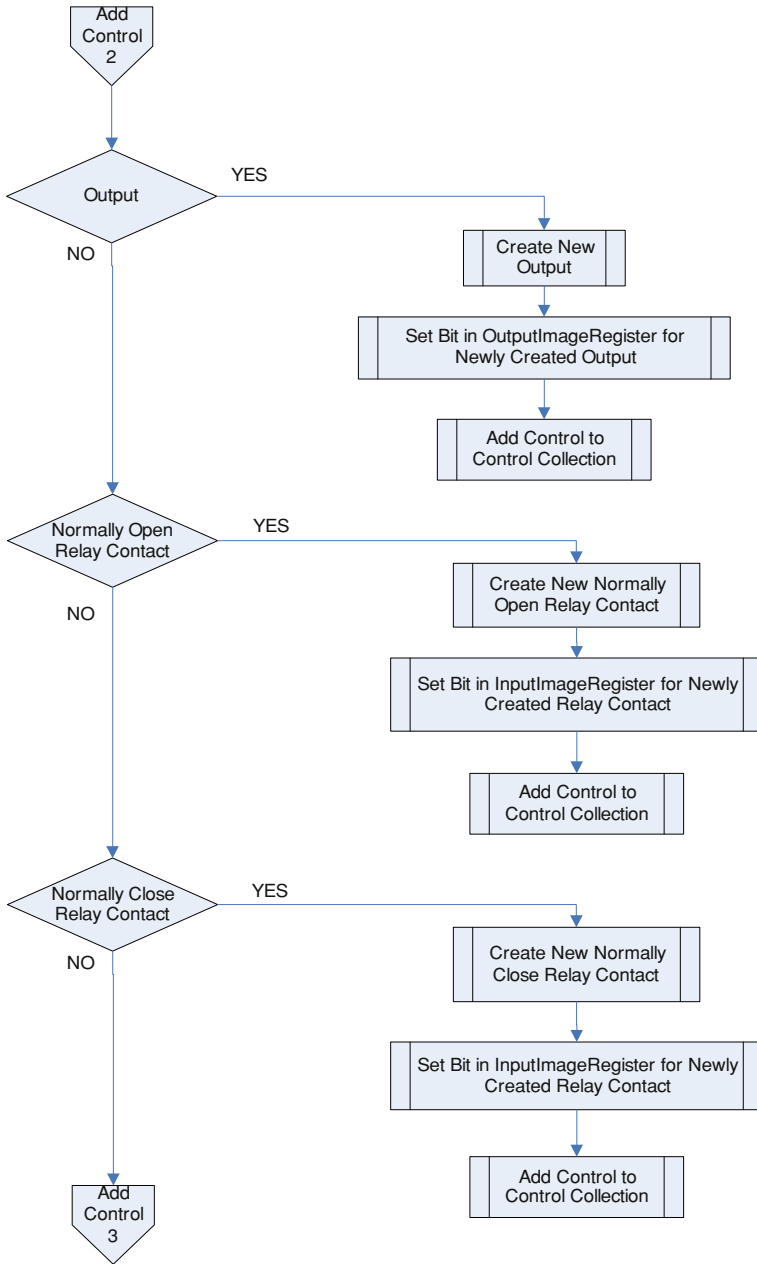 Add
Control
2
Output
YES
NO
Create New
Output
Set Bit in OutputImageRegister for
Newly Created Output
Add Control to
Control Collection
Normally Open
Relay Contact
YES
NO
Create New Normally
Open Relay Contact
Set Bit in InputImageRegister for Newly
Created Relay Contact
Add Control to
Control Collection
Normally Close
Relay Contact
YES
NO
Create New Normally
Close Relay Contact
Set Bit in InputImageRegister for Newly
Created Relay Contact
Add Control to
Control Collection
Add
Control
3